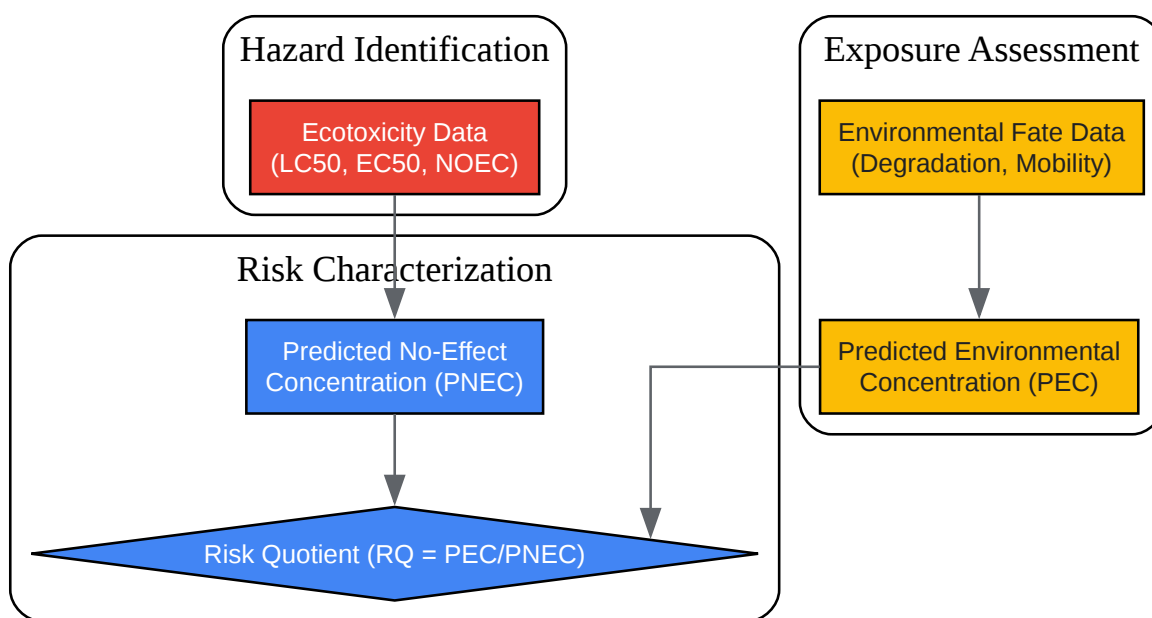 Hazard Identification
Ecotoxicity Data
(LC50, EC50, NOEC)
Exposure Assessment
Environmental Fate Data
(Degradation, Mobility)
Risk Characterization
Predicted No-Effect
Concentration (PNEC)
Predicted Environmental
Concentration (PEC)
Risk Quotient (RQ = PEC/PNEC)